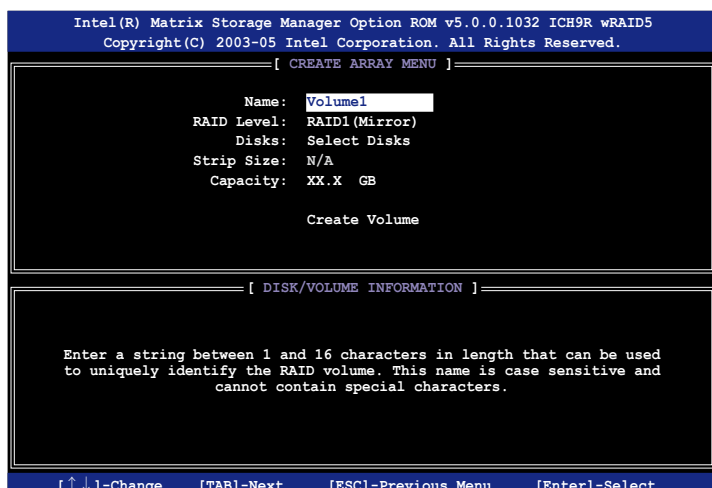 Intel(R) Matrix Storage Manager Option ROM v5.0.0.1032 ICH9R wRAID5
Copyright(C) 2003-05 Intel Corporation. All Rights Reserved.
[ CREATE ARRAY MENU ]
Name: Volume1
RAID Level: RAID1(Mirror)
Disks: Select Disks
Strip Size: N/A
Capacity: XX.X GB
Create Volume
[ DISK/VOLUME INFORMATION ]
Enter a string between 1 and 16 characters in length that can be used
to uniquely identify the RAID volume. This name is case sensitive and
cannot contain special characters.
[↑↓]-Change [TAB]-Next [ESC]-Previous Menu [Enter]-Select